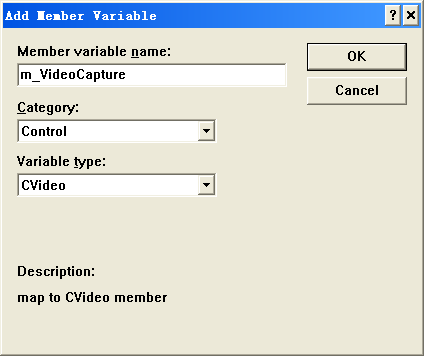 Add Member Variable
Member variable name:
OK
m_VideoCapture
Cancel
Category:
Control
Variable type:
CVideo
Description:
map to CVideo member